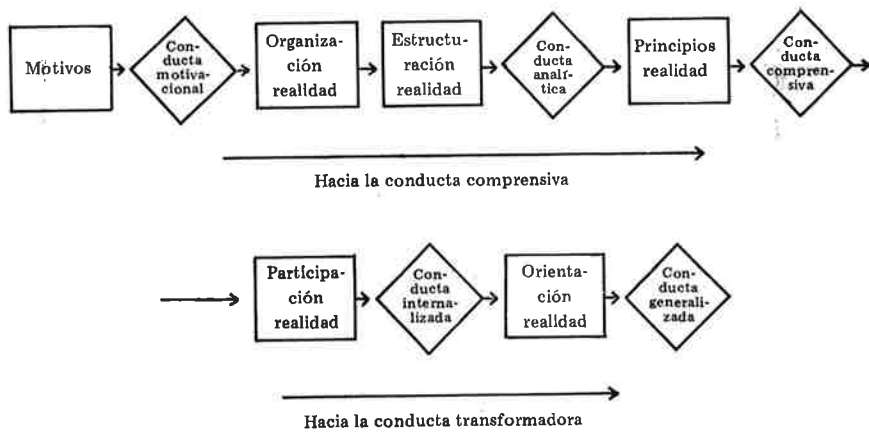 Motivos
Con-
ducta
motiva-
cional
Organiza-
ción
realidad
Estructu-
ración
realidad
Con-
ducta
analí-
tica
Principios
realidad
Con-
ducta
compren-
siva
Hacia la conducta comprensiva
Participa-
ción
realidad
Con-
ducta
interna-
lizada
Orienta-
ción
realidad
Con-
ducta
generali-
zada
Hacia la conducta transformadora